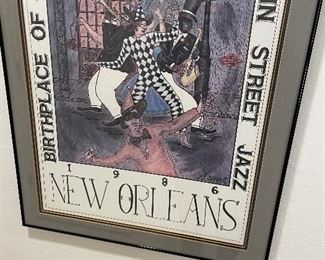 BIRTHPLACE OF
STREET JAZZ
1986
NEW ORLEANS